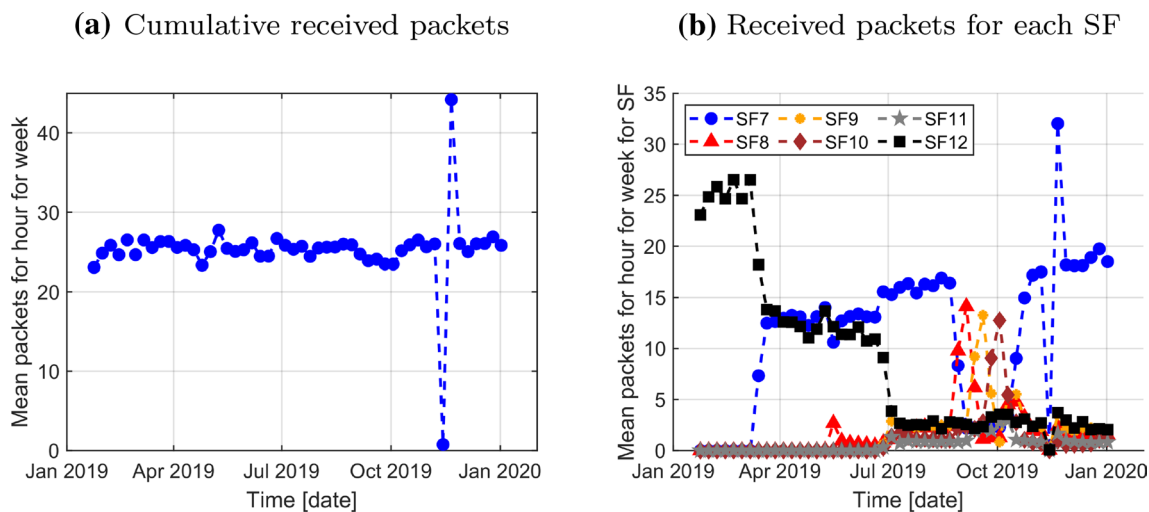 (a) Cumulative received packets
Mean packets for hour for week
40
30
20
10
0
Jan 2019 Apr 2019 Jul 2019 Oct 2019 Jan 2020
Time [date]
(b) Received packets for each SF
Mean packets for hour for week for SF
35
30
25
20
15
10
5
0
SF7 SF9 SF11
SF8 SF10 SF12
Jan 2019 Apr 2019 Jul 2019 Oct 2019 Jan 2020
Time [date]